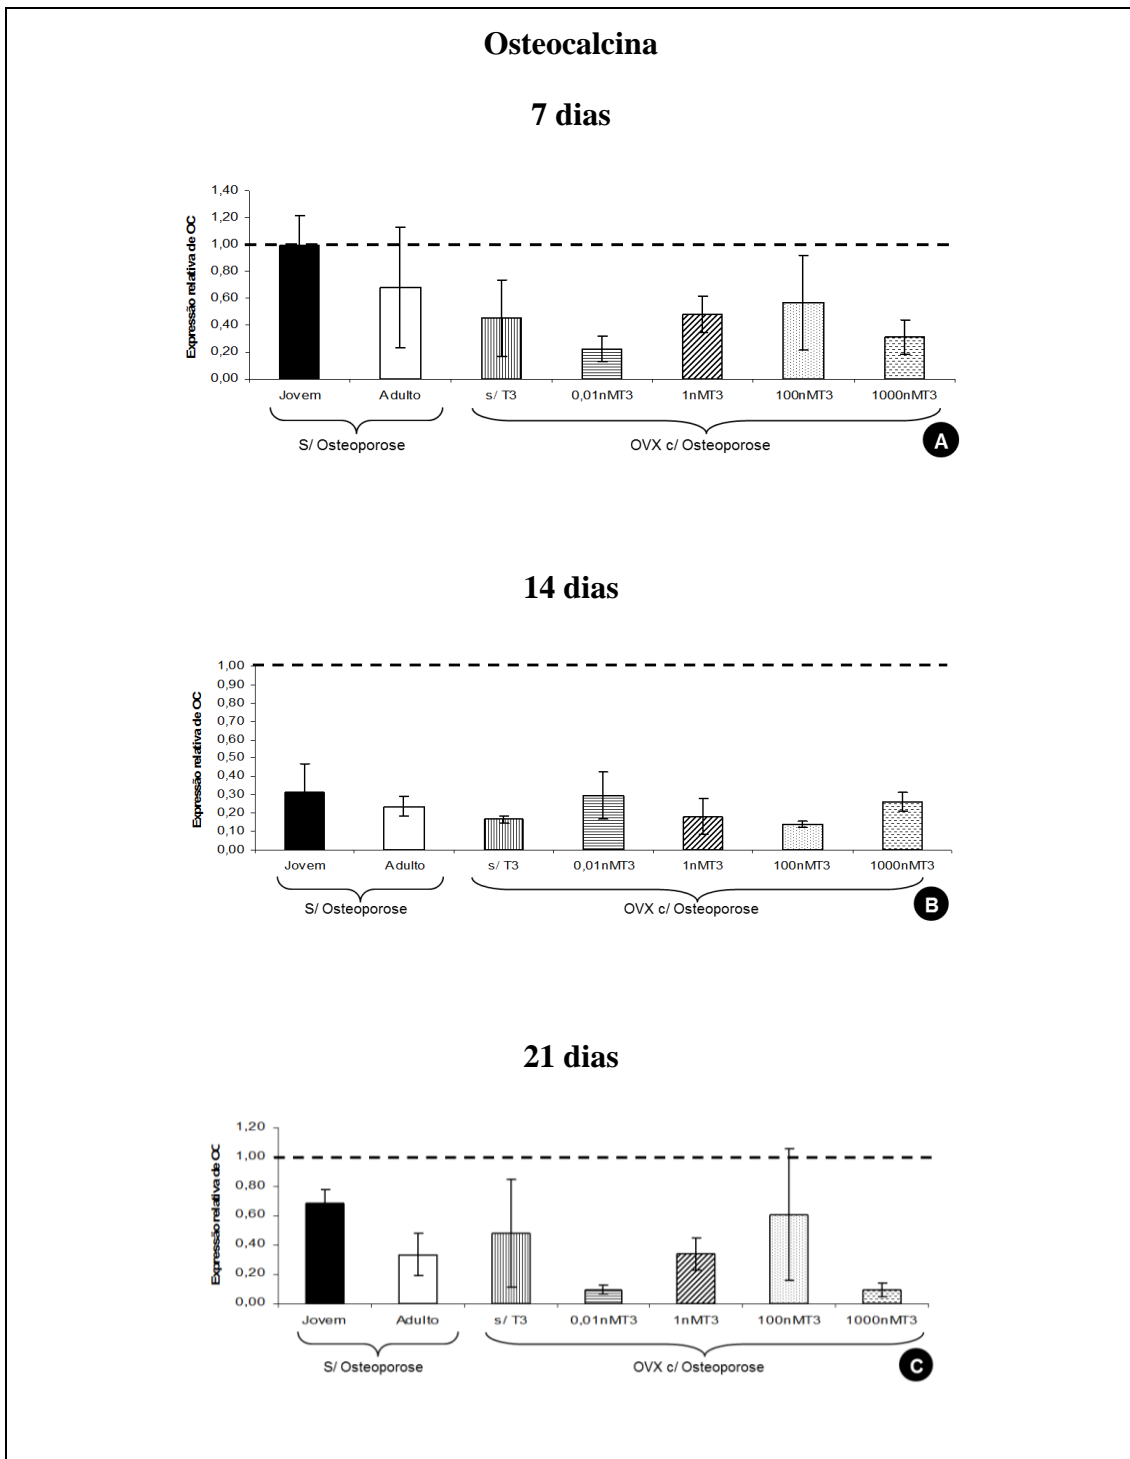 Osteocalcina
7 dias
Expressão relativa de OC
1,40
1,20
1,00
0,80
0,60
0,40
0,20
0,00
Jovem Adulto s/ T3 0,01nMT3 1nMT3 100nMT3 1000nMT3
S/ Osteoporose OVX c/ Osteoporose
A
14 dias
Expressão relativa de OC
1,00
0,90
0,80
0,70
0,60
0,50
0,40
0,30
0,20
0,10
0,00
Jovem Adulto s/ T3 0,01nMT3 1nMT3 100nMT3 1000nMT3
S/ Osteoporose OVX c/ Osteoporose
B
21 dias
Expressão relativa de OC
1,20
1,00
0,80
0,60
0,40
0,20
0,00
Jovem Adulto s/ T3 0,01nMT3 1nMT3 100nMT3 1000nMT3
S/ Osteoporose OVX c/ Osteoporose
C